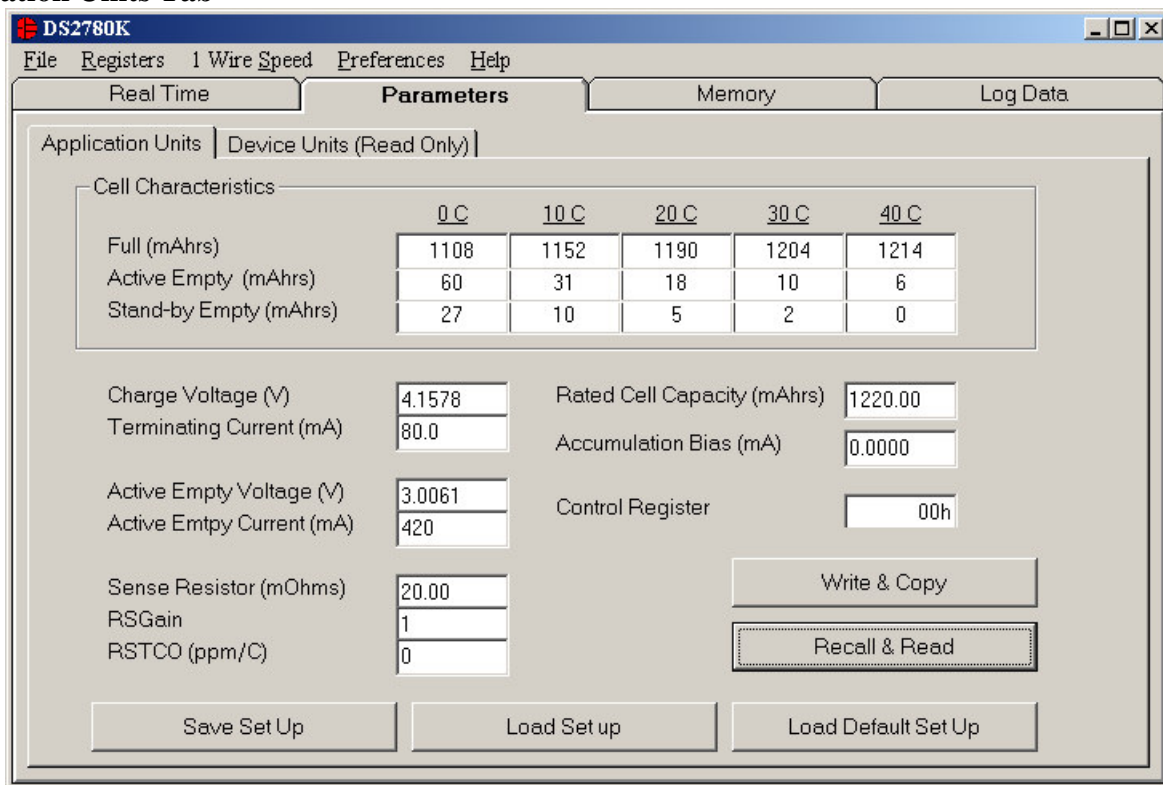 ation Units Tab
DS2780K
File Registers 1 Wire Speed Preferences Help
Real Time Parameters Memory Log Data
Application Units Device Units (Read Only)
Cell Characteristics
0 C 10 C 20 C 30 C 40 C
Full (mAhrs) 1108 1152 1190 1204 1214
Active Empty (mAhrs) 60 31 18 10 6
Stand-by Empty (mAhrs) 27 10 5 2 0
Charge Voltage (V) 4.1578 Rated Cell Capacity (mAhrs) 1220.00
Terminating Current (mA) 80.0
Accumulation Bias (mA) 0.0000
Active Empty Voltage (V) 3.0061
Control Register 00h
Active Emtpy Current (mA) 420
Write & Copy
Sense Resistor (mOhms) 20.00
RSGain 1
Recall & Read
RSTCO (ppm/C) 0
Save Set Up Load Set up Load Default Set Up